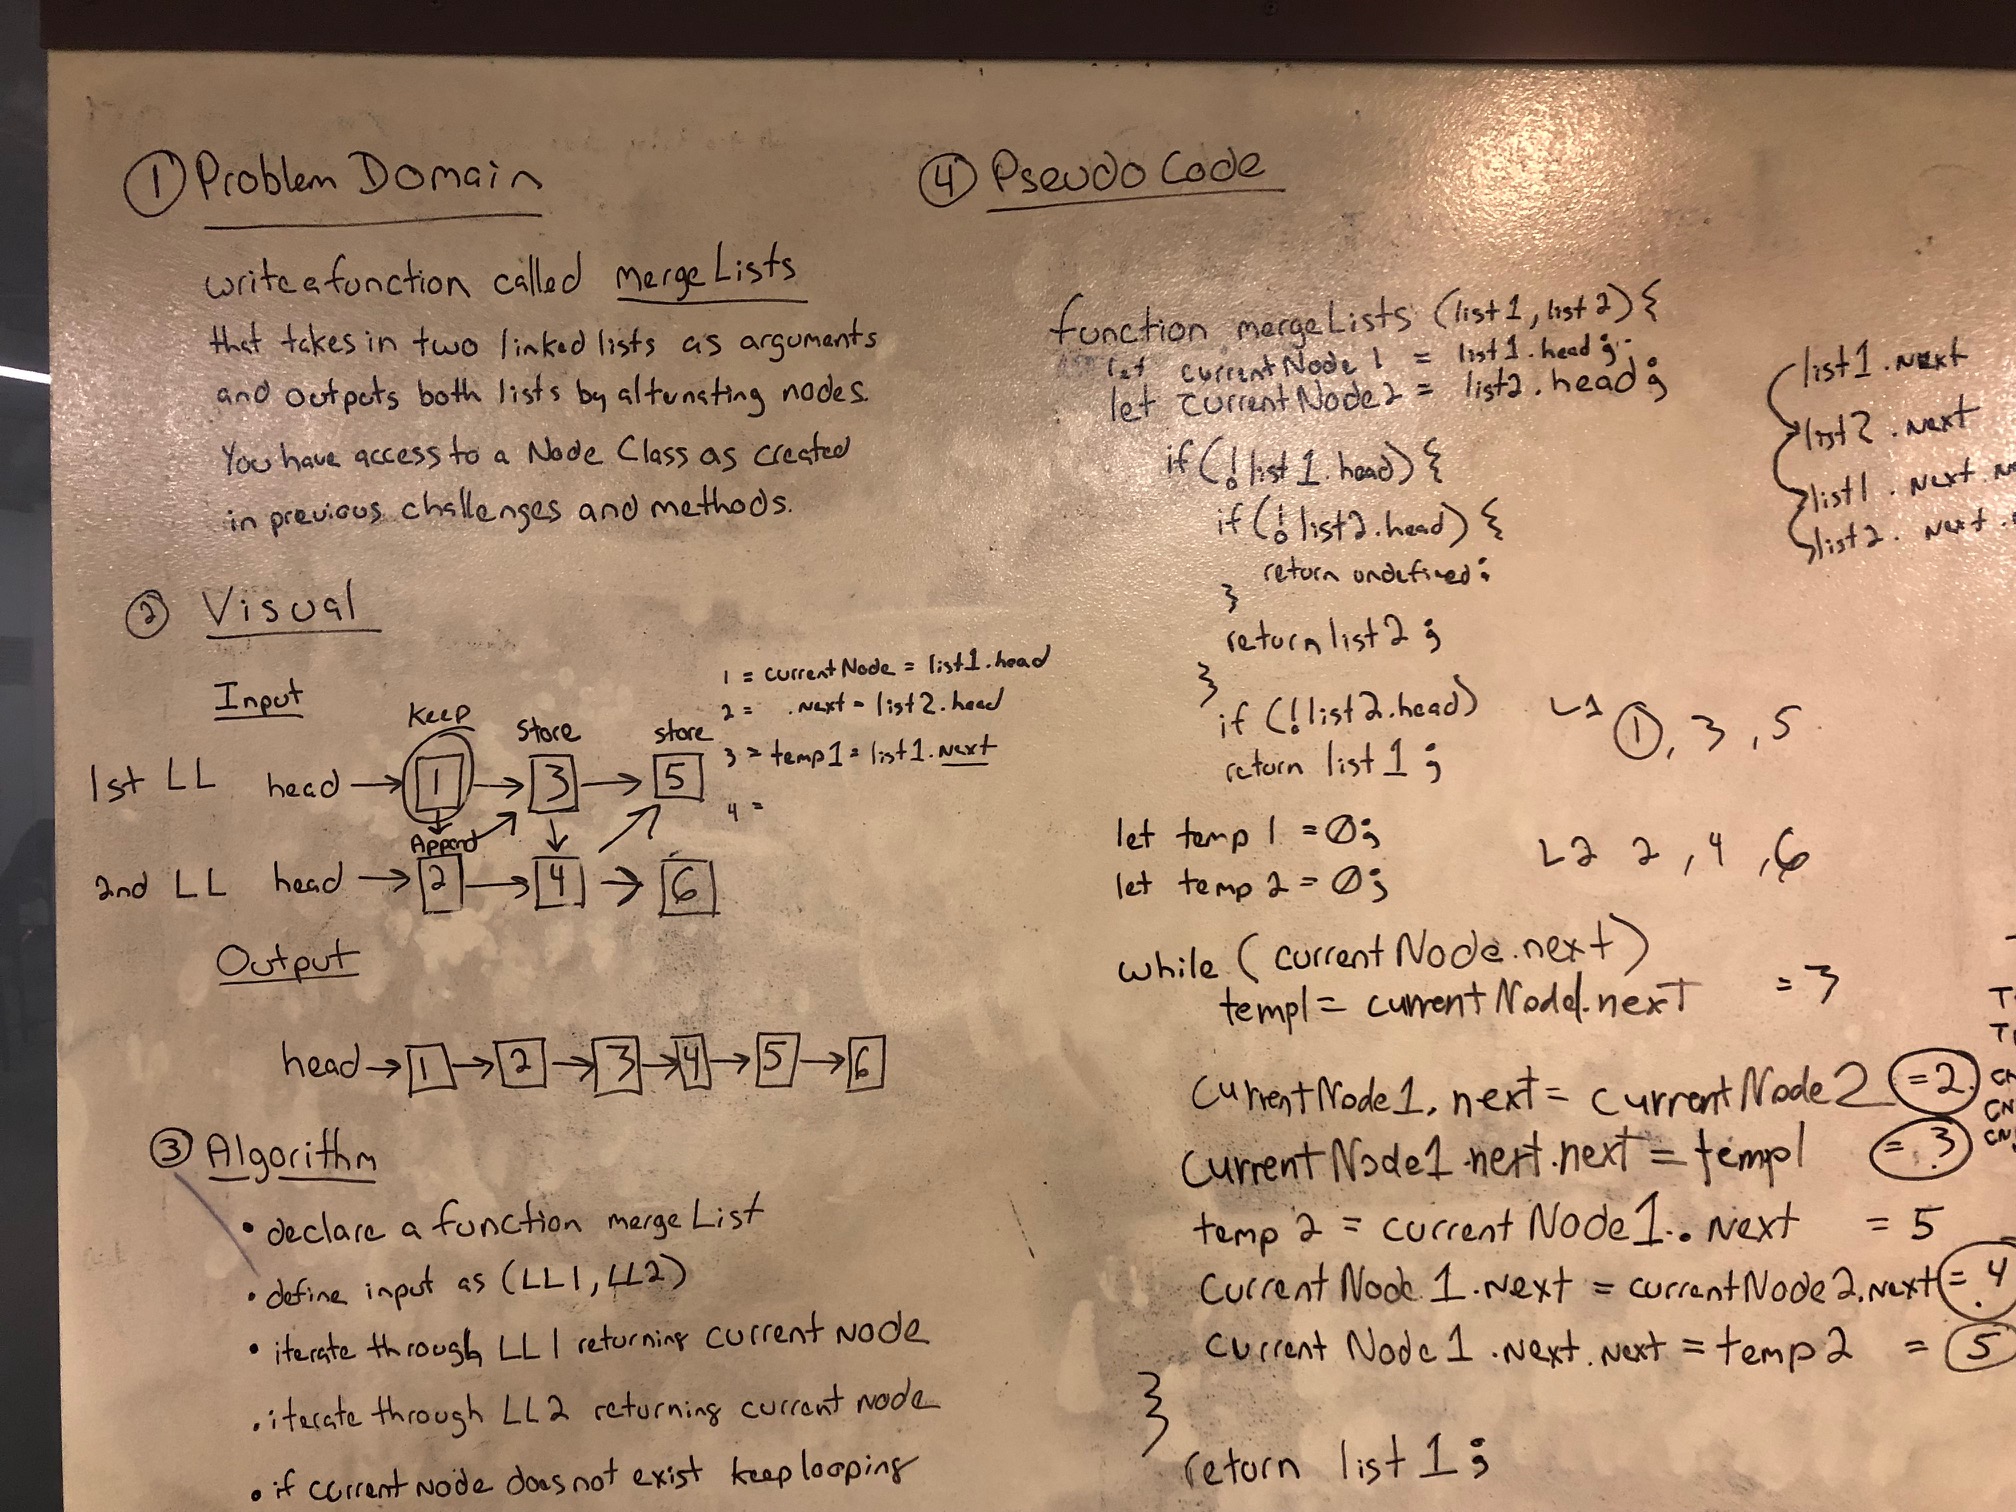 ① Problem Domain
write a function called mergeLists
that takes in two linked lists as arguments
and outputs both lists by alternating nodes.
You have access to a Node Class as created
in previous challenges and methods.
② Visual
Input
1 = currentNode = list1.head
2 = .next = list2.head
3 = temp1 = list1.next
4 =
Keep store store
1st LL head → 1 → 3 → 5
Append
2nd LL head → 2 → 4 → 6
Output
head → 1 → 2 → 3 → 4 → 5 → 6
③ Algorithm
• declare a function mergeList
• define input as (LL1, LL2)
• iterate through LL1 returning current node
• iterate through LL2 returning current node
• if current node does not exist keep looping
④ Pseudo Code
function mergeLists (list1, list2) {
let currentNode 1 = list1.head;
let currentNode2 = list2.head;
if (!list1.head) {
if (!list2.head) {
return undefined;
}
return list2;
}
if (!list2.head)
return list1;
let temp1 = 0;
let temp2 = 0;
while (currentNode.next)
temp1 = currentNode1.next = 3
currentNode1.next = currentNode2 = 2
currentNode1.next.next = temp1 = 3
temp2 = currentNode1..next = 5
currentNode1.next = currentNode2.next = 4
currentNode1.next.next = temp2 = 5
}
return list1;
list1.next
list2.next
list1.next.
list2.next.
L1 ①, 3, 5
L2 2, 4, 6